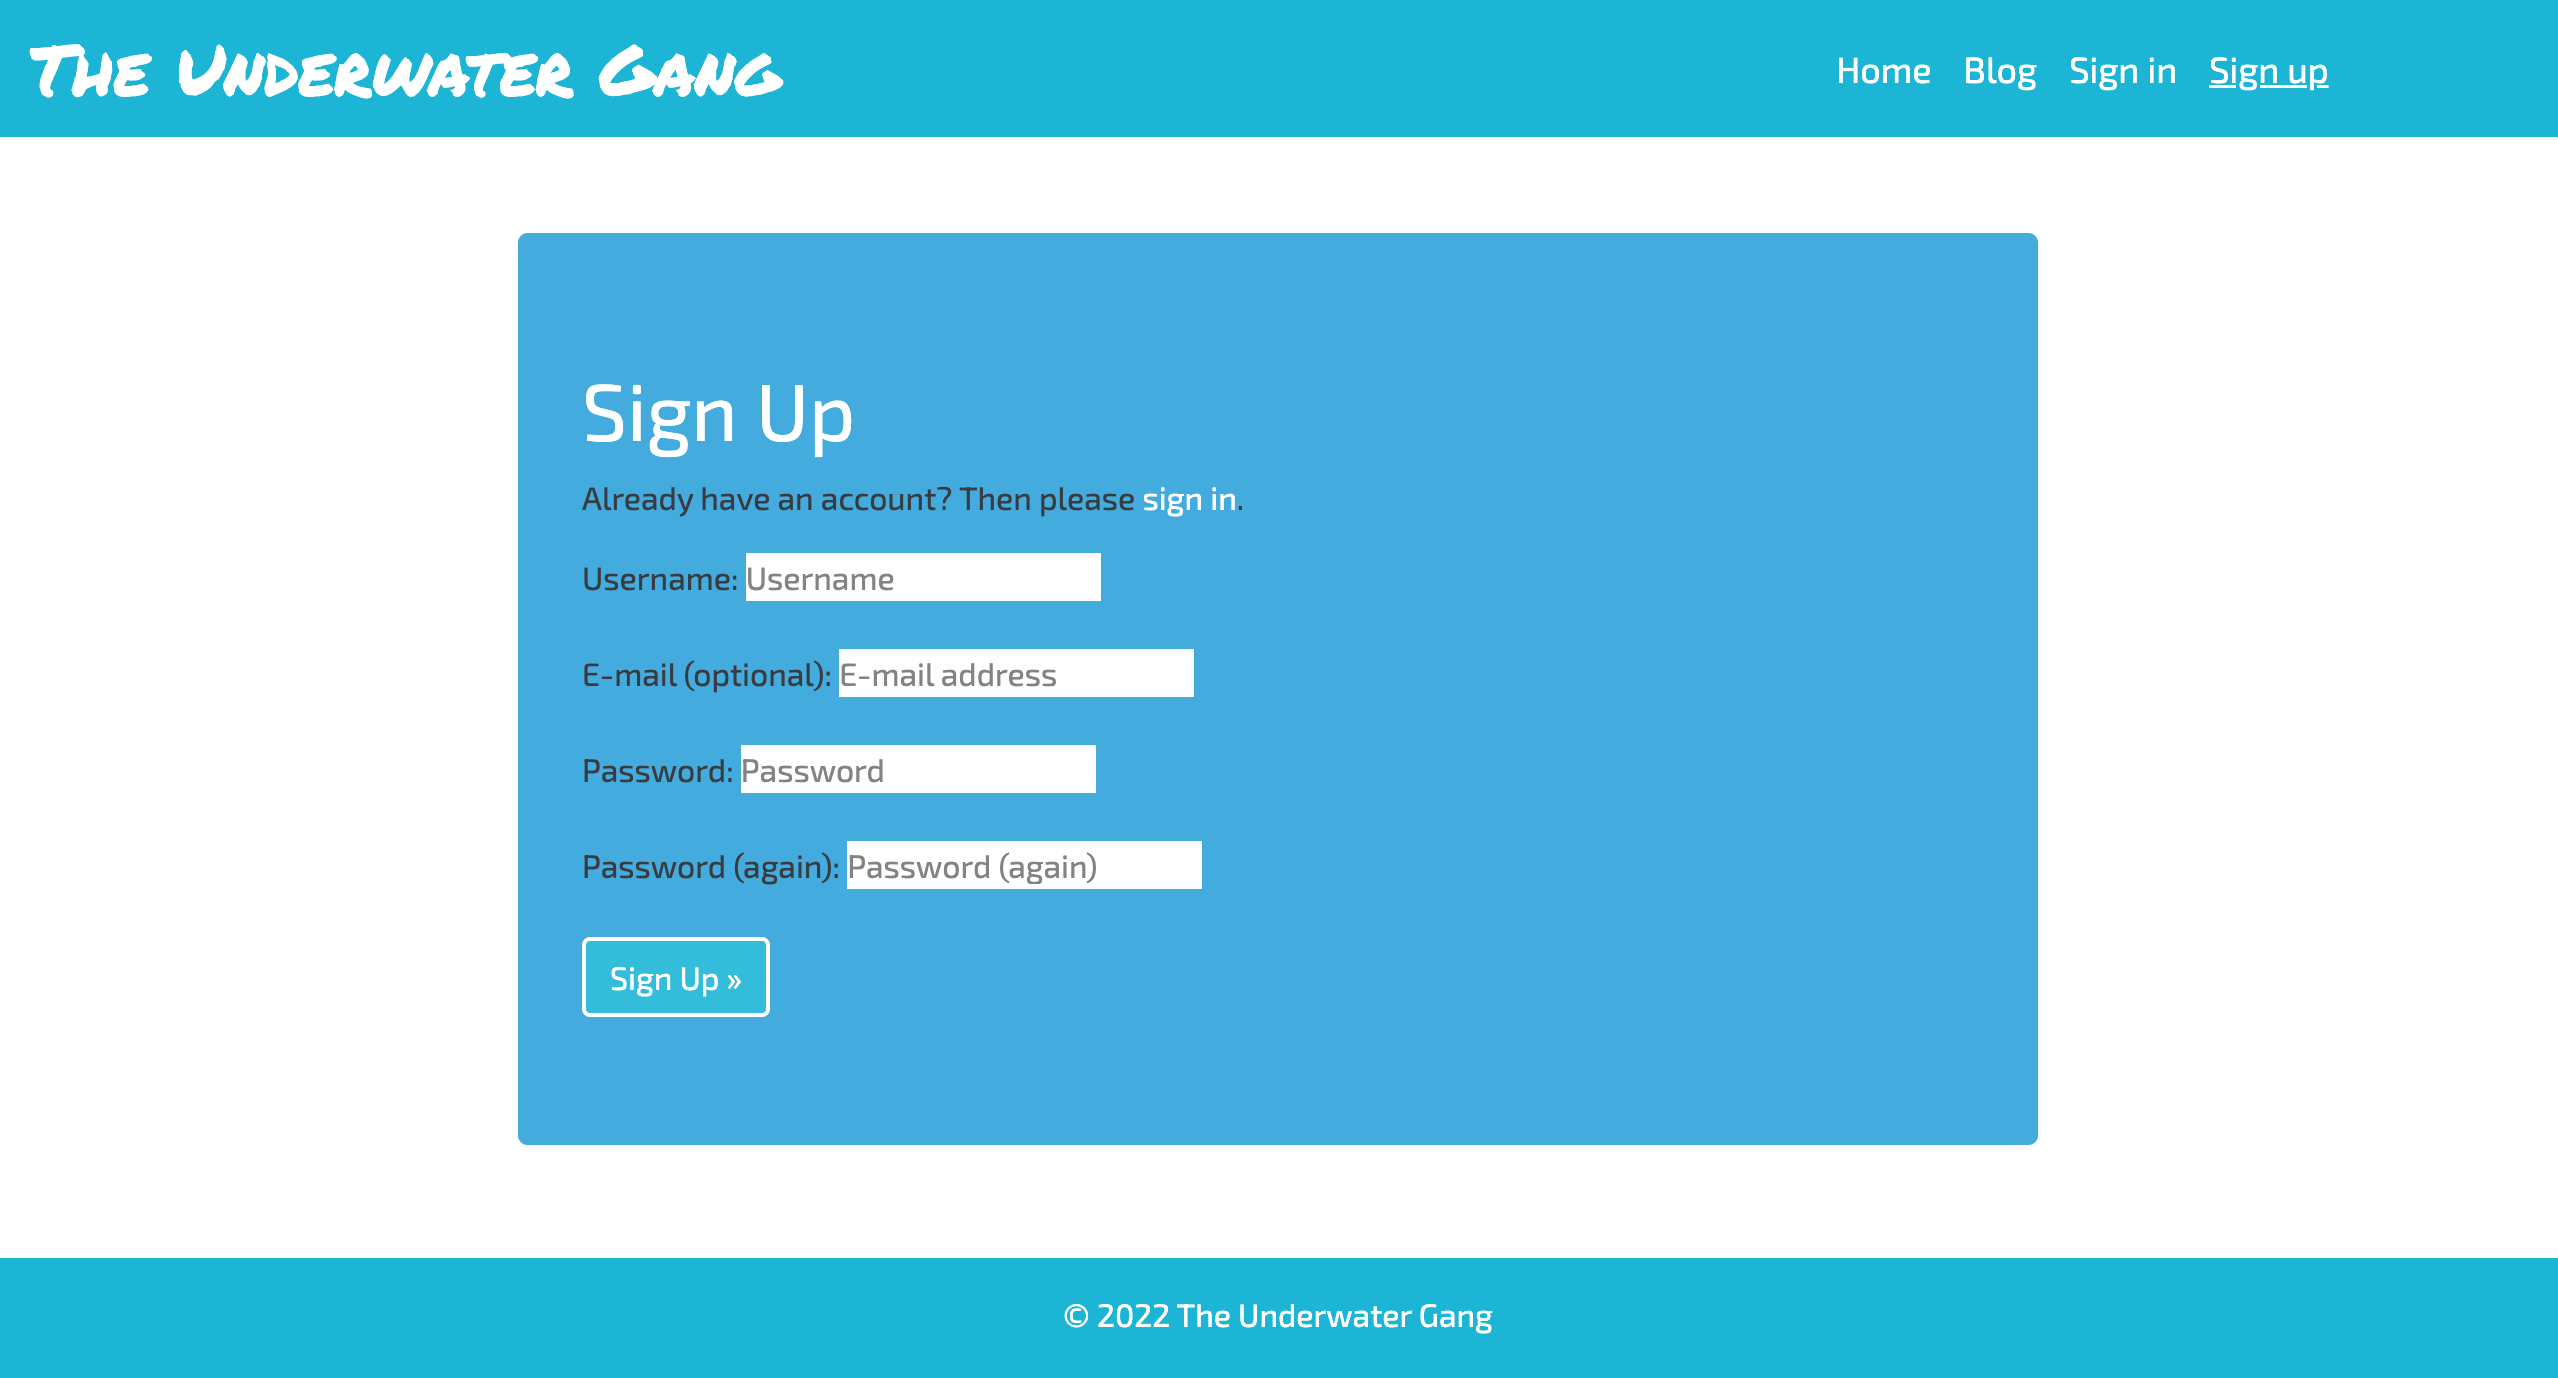 The Underwater Gang
Home Blog Sign in Sign up
Sign Up
Already have an account? Then please sign in.
Username: Username
E-mail (optional): E-mail address
Password: Password
Password (again): Password (again)
Sign Up »
© 2022 The Underwater Gang